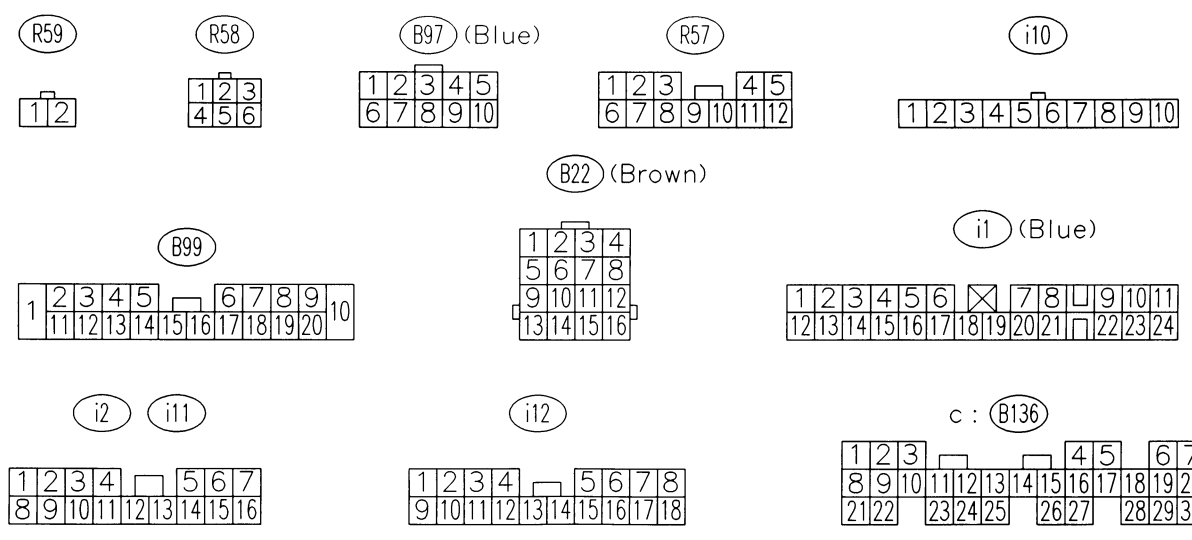 R59 R58 B97 (Blue) R57 i10
1 2 3 4 5 1 2 3 4 5
1 2 3
1 2 4 5 6 6 7 8 9 10 6 7 8 9 10 11 12 1 2 3 4 5 6 7 8 9 10
B22 (Brown)
B99 i1 (Blue)
1 2 3 4
5 6 7 8
9 10 11 12
13 14 15 16
1 2 3 4 5 6 7 8 9 10
11 12 13 14 15 16 17 18 19 20
1 2 3 4 5 6 7 8 9 10 11
12 13 14 15 16 17 18 19 20 21 22 23 24
i2 i11 i12 c : B136
1 2 3 4 5 6 7
8 9 10 11 12 13 14 15 16
1 2 3 4 5 6 7 8
9 10 11 12 13 14 15 16 17 18
1 2 3 4 5 6 7
8 9 10 11 12 13 14 15 16 17 18 19
21 22 23 24 25 26 27 28 29